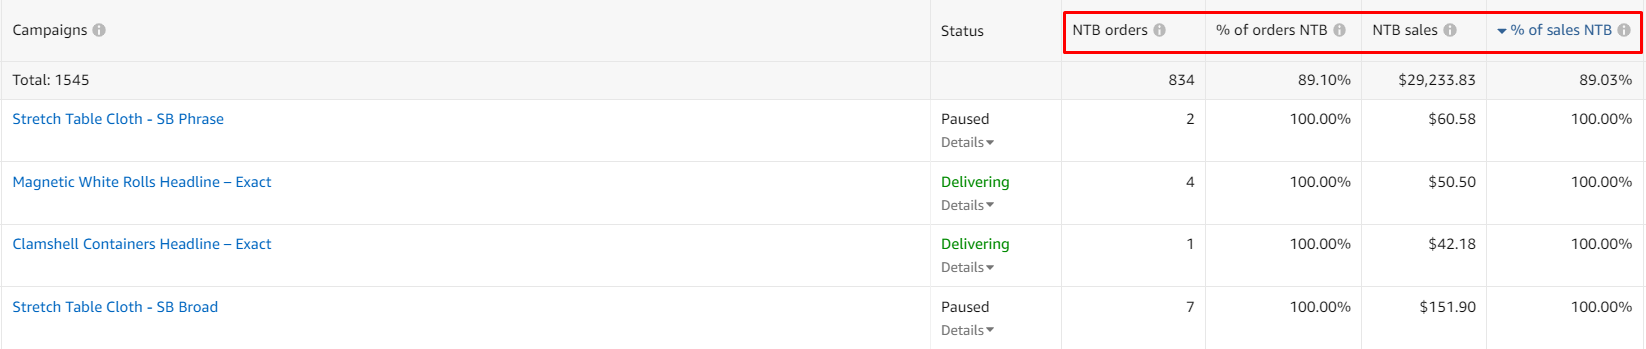 Campaigns Status NTB orders % of orders NTB NTB sales % of sales NTB
Total: 1545 834 89.10% $29,233.83 89.03%
Stretch Table Cloth - SB Phrase Paused 2 100.00% $60.58 100.00%
Details
Magnetic White Rolls Headline – Exact Delivering 4 100.00% $50.50 100.00%
Details
Clamshell Containers Headline – Exact Delivering 1 100.00% $42.18 100.00%
Details
Stretch Table Cloth - SB Broad Paused 7 100.00% $151.90 100.00%
Details